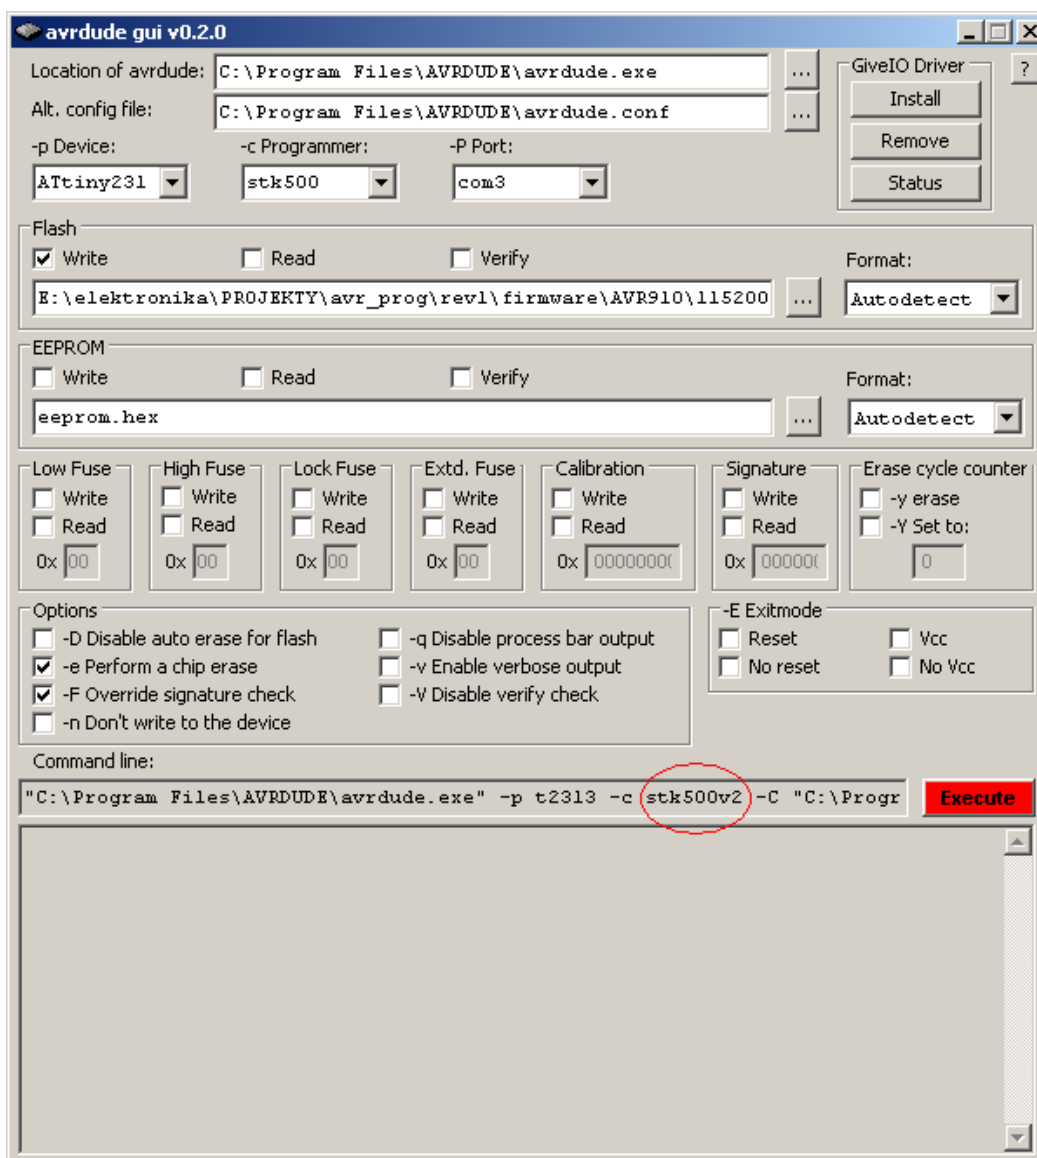 avrdude gui v0.2.0
Location of avrdude: C:\Program Files\AVRDUDE\avrdude.exe ... GiveIO Driver ?
Alt. config file: C:\Program Files\AVRDUDE\avrdude.conf ... Install
-p Device: -c Programmer: -P Port: Remove
ATtiny231 stk500 com3 Status
Flash
Write Read Verify Format:
E:\elektronika\PROJEKTY\avr_prog\rev1\firmware\AVR910\115200 ... Autodetect
EEPROM
Write Read Verify Format:
eeprom.hex ... Autodetect
Low Fuse High Fuse Lock Fuse Extd. Fuse Calibration Signature Erase cycle counter
Write Write Write Write Write Write -y erase
Read Read Read Read Read Read -Y Set to:
0x 00 0x 00 0x 00 0x 00 0x 0000000( 0x 00000( 0
Options -E Exitmode
-D Disable auto erase for flash -q Disable process bar output Reset Vcc
-e Perform a chip erase -v Enable verbose output No reset No Vcc
-F Override signature check -V Disable verify check
-n Don't write to the device
Command line:
"C:\Program Files\AVRDUDE\avrdude.exe" -p t2313 -c stk500v2 -C "C:\Progr Execute